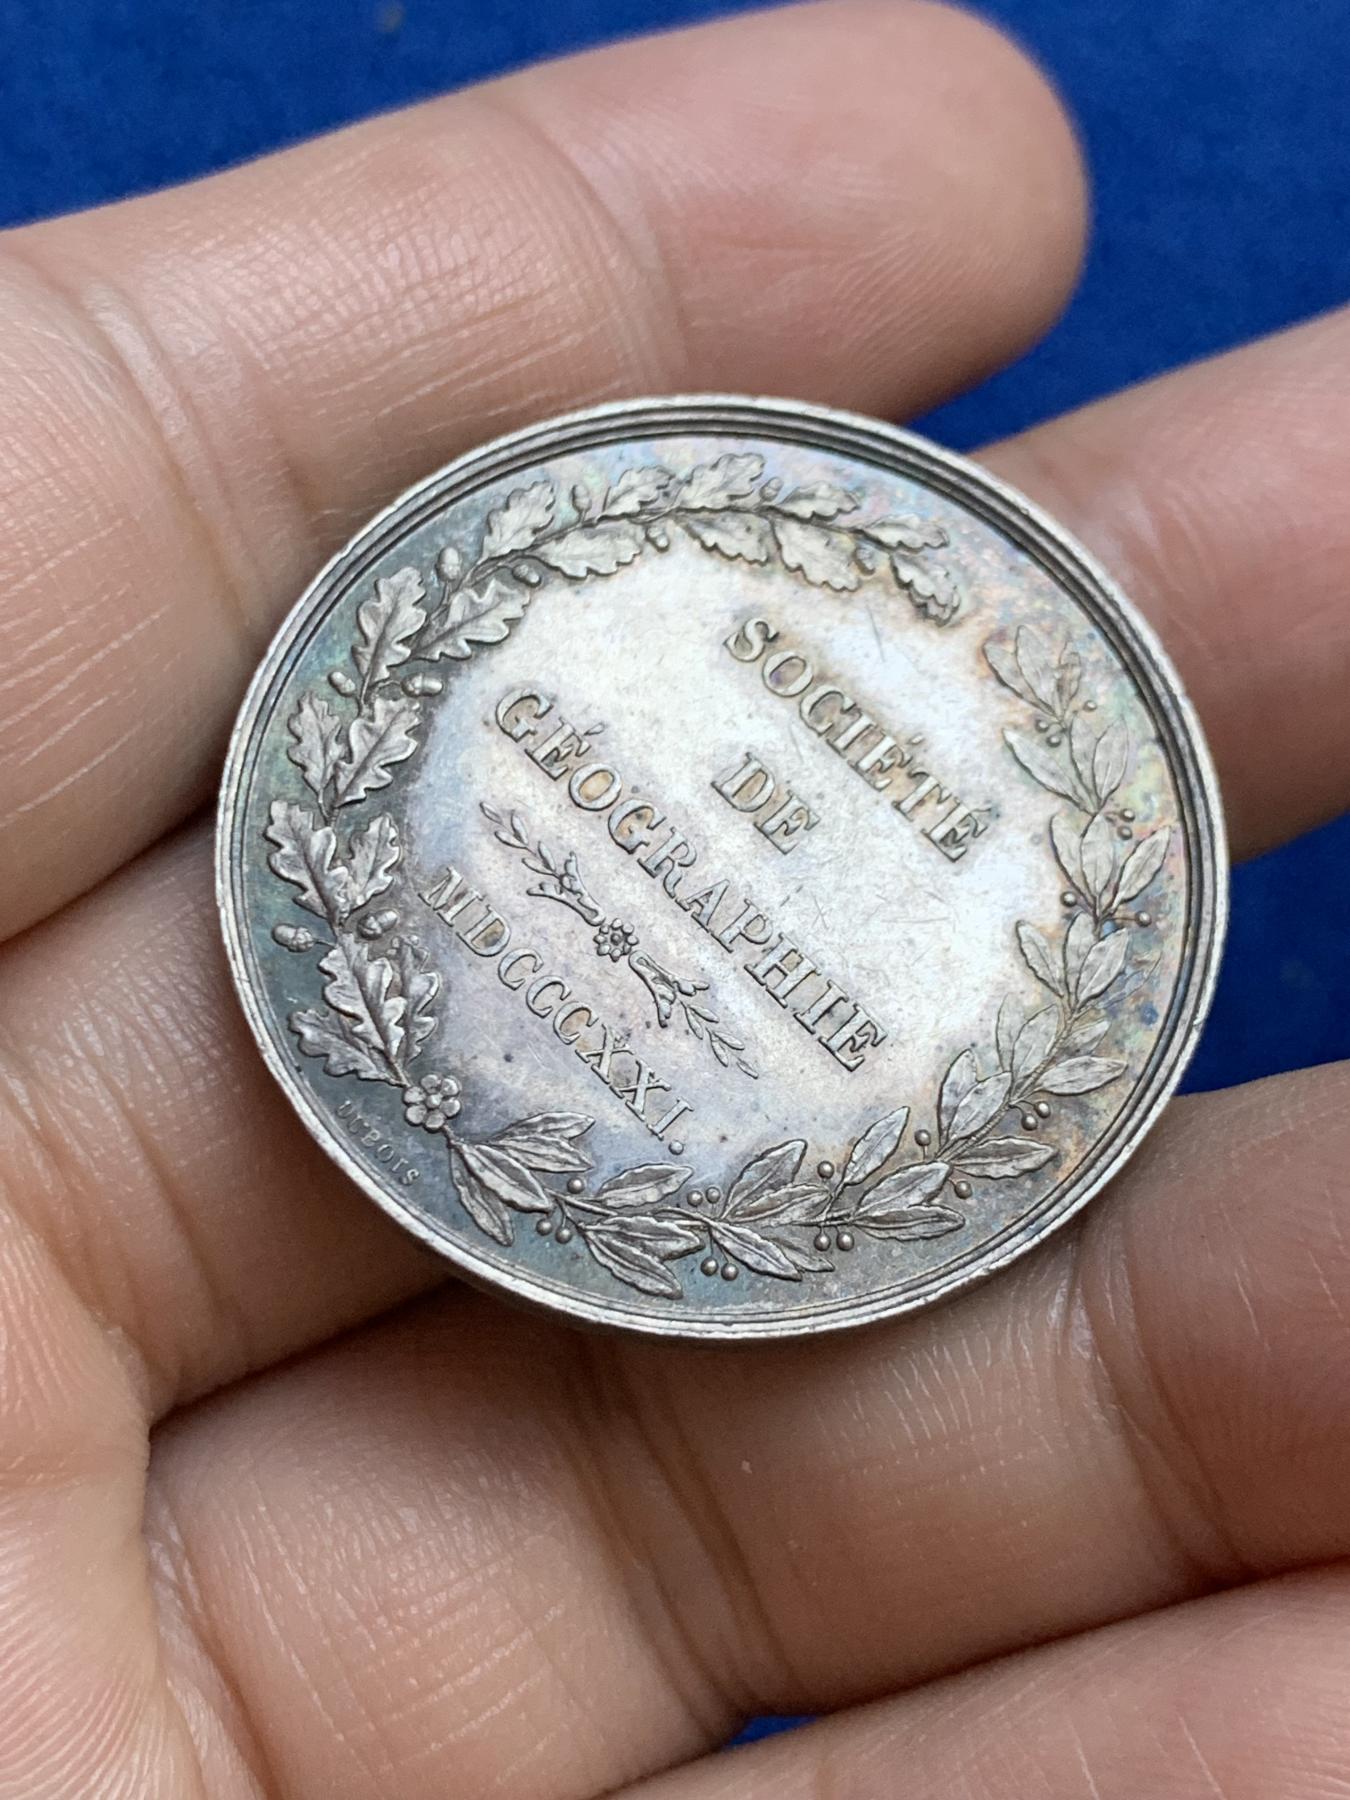 SOCIÉTÉ
DE
GÉOGRAPHIE
MDCCCXXI.
DUBOIS